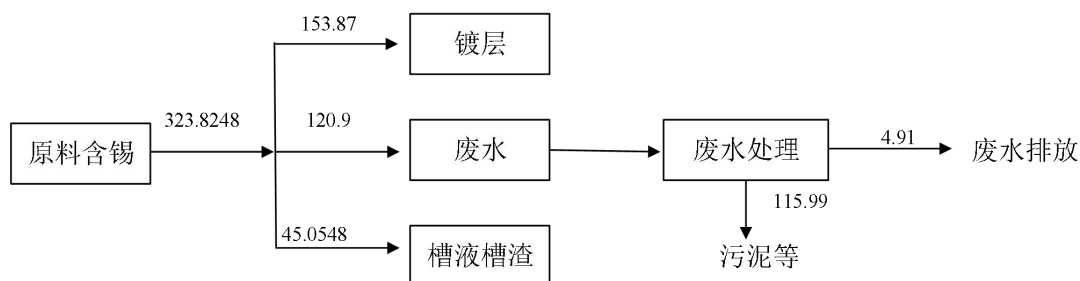 153.87
镀层
原料含锡
323.8248
120.9
废水
废水处理
4.91
废水排放
115.99
污泥等
45.0548
槽液槽渣